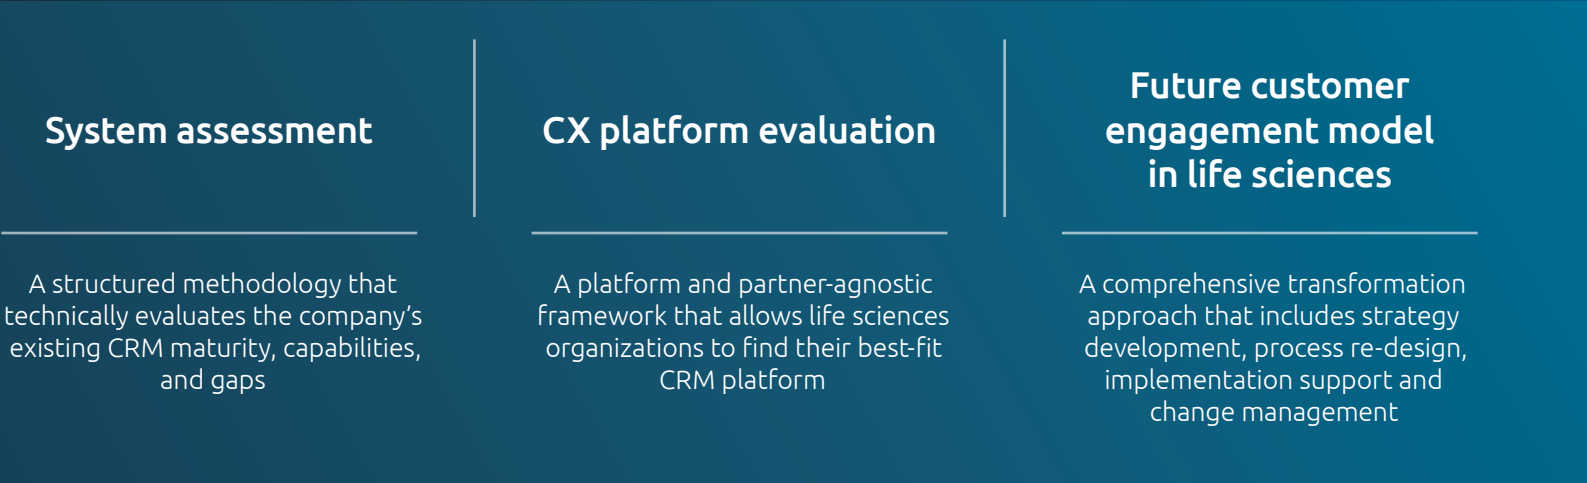 System assessment
A structured methodology that
technically evaluates the company’s
existing CRM maturity, capabilities,
and gaps
CX platform evaluation
A platform and partner-agnostic
framework that allows life sciences
organizations to find their best-fit
CRM platform
Future customer
engagement model
in life sciences
A comprehensive transformation
approach that includes strategy
development, process re-design,
implementation support and
change management